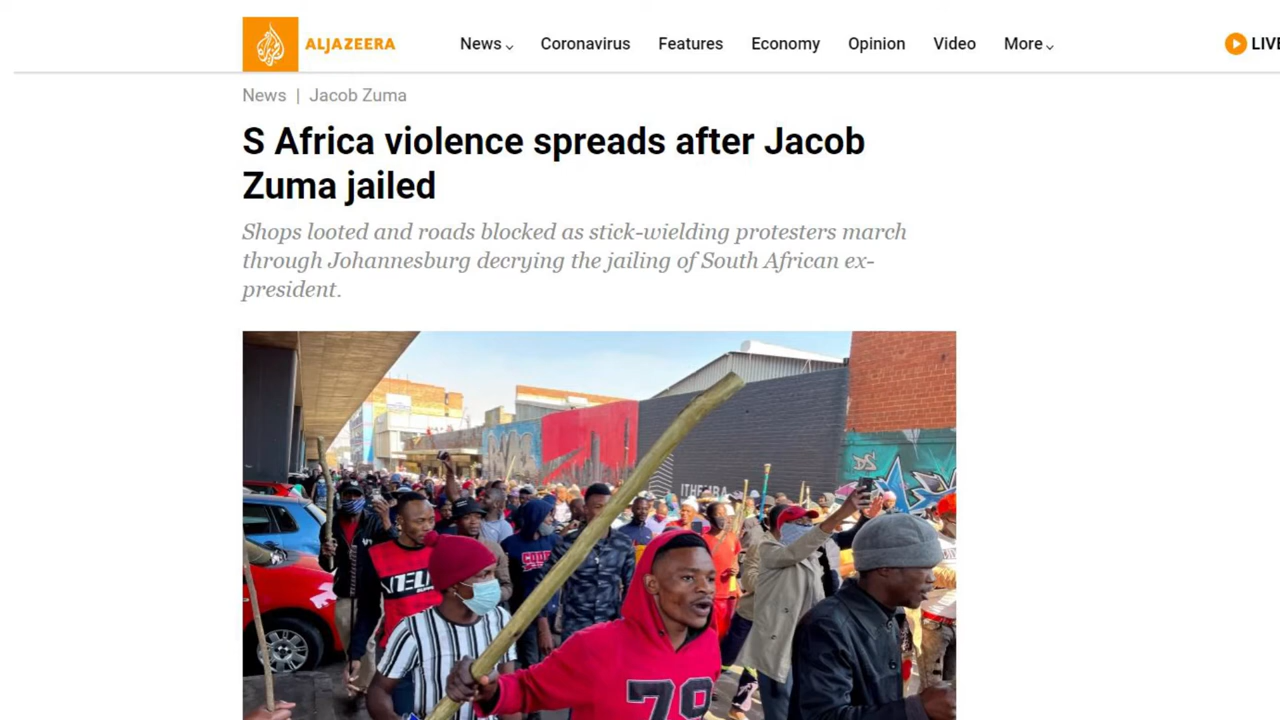 ALJAZEERA
News Coronavirus Features Economy Opinion Video More
News | Jacob Zuma
S Africa violence spreads after Jacob
Zuma jailed
Shops looted and roads blocked as stick-wielding protesters march
through Johannesburg decrying the jailing of South African ex-
president.
ITHEMBA
79